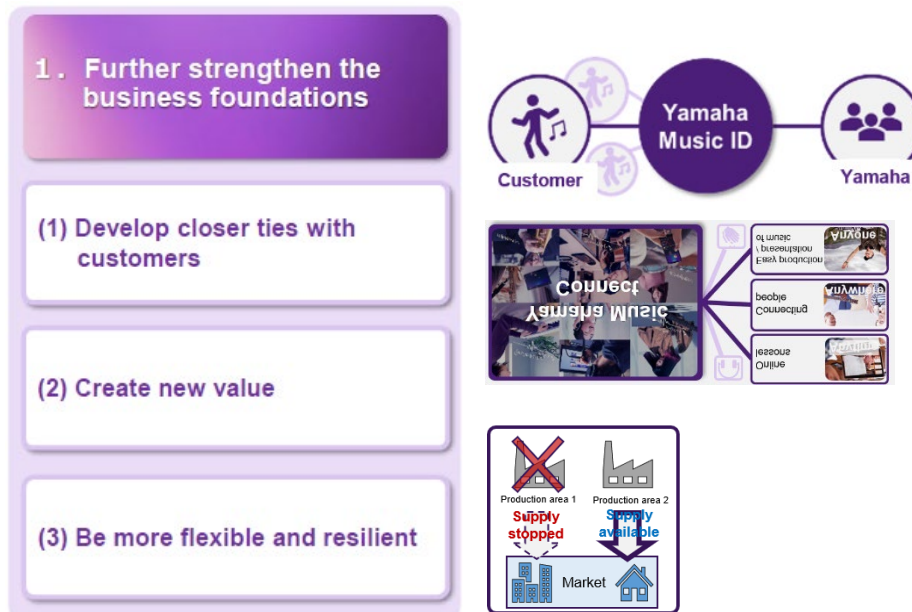 1. Further strengthen the
business foundations
(1) Develop closer ties with
customers
(2) Create new value
(3) Be more flexible and resilient
Yamaha
Music ID
Customer
Yamaha
Yamaha Music
Connect
Online
lessons
Connecting
people
Anywhere
Easy production
/ presentation
of music
Anyone
Production area 1
Production area 2
Supply
stopped
Supply
available
Market